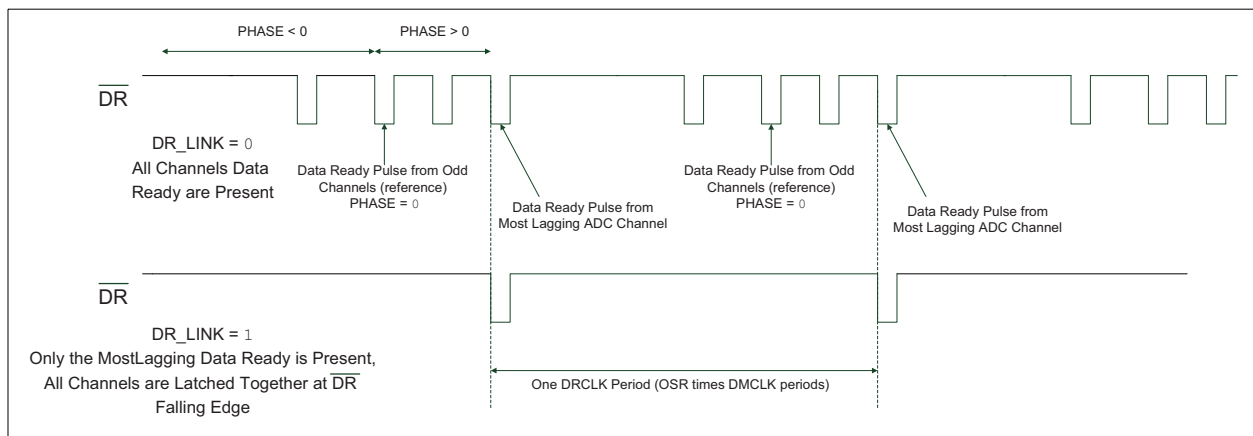 PHASE < 0
PHASE > 0
DR
DR_LINK = 0
All Channels Data
Ready are Present
Data Ready Pulse from Odd
Channels (reference)
PHASE = 0
Data Ready Pulse from
Most Lagging ADC Channel
Data Ready Pulse from Odd
Channels (reference)
PHASE = 0
Data Ready Pulse from
Most Lagging ADC Channel
DR
DR_LINK = 1
Only the MostLagging Data Ready is Present,
All Channels are Latched Together at DR
Falling Edge
One DRCLK Period (OSR times DMCLK periods)